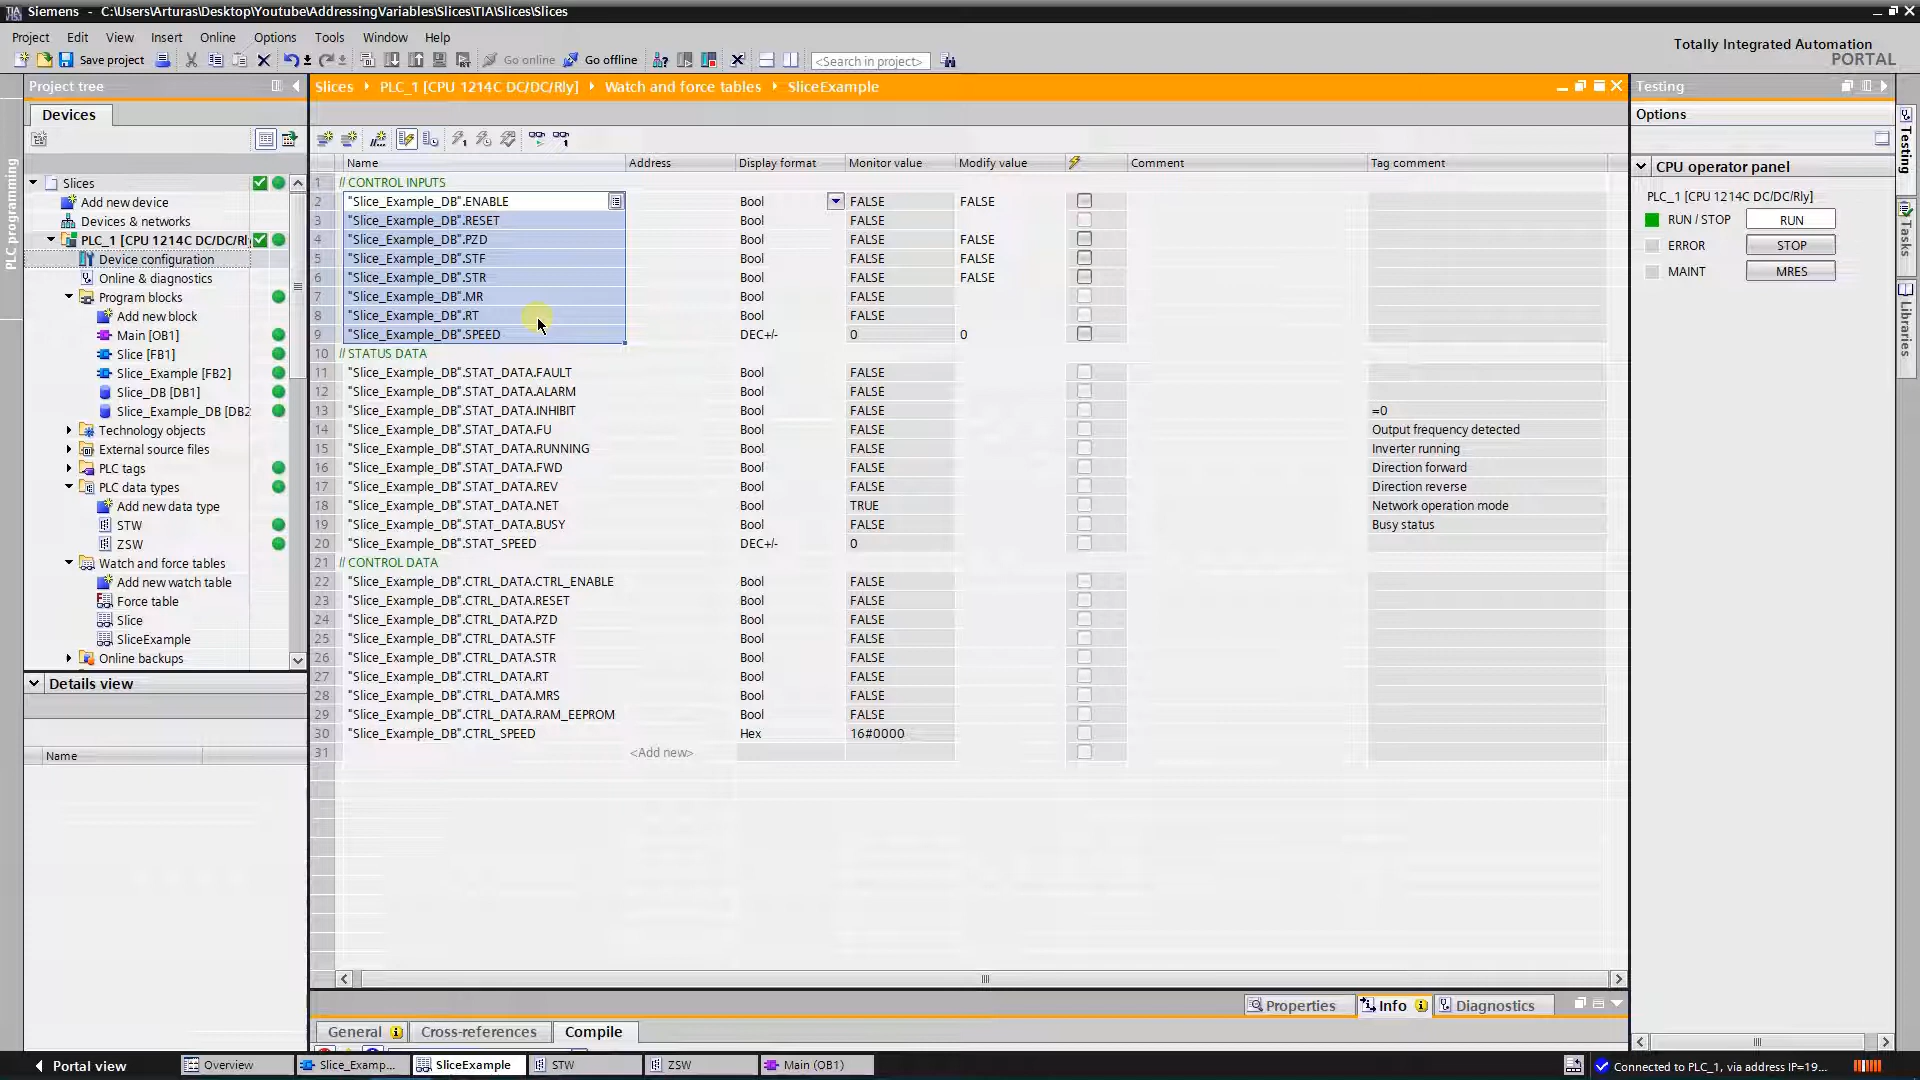 Siemens - C:\Users\Arturas\Desktop\Youtube\AddressingVariables\Slices\TIA\Slices\Slices
Project Edit View Insert Online Options Tools Window Help
Totally Integrated Automation
PORTAL
Save project Go online Go offline <Search in project>
Project tree
Slices PLC_1 [CPU 1214C DC/DC/Rly] Watch and force tables SliceExample
Testing
Devices
Options
PLC programming
Name Address Display format Monitor value Modify value Comment Tag comment
CPU operator panel
PLC_1 [CPU 1214C DC/DC/Rly]
RUN / STOP RUN
ERROR STOP
MAINT MRES
Testing
Tasks
Libraries
Slices
Add new device
Devices & networks
PLC_1 [CPU 1214C DC/DC/Rl
Device configuration
Online & diagnostics
Program blocks
Add new block
Main [OB1]
Slice [FB1]
Slice_Example [FB2]
Slice_DB [DB1]
Slice_Example_DB [DB2
Technology objects
External source files
PLC tags
PLC data types
Add new data type
STW
ZSW
Watch and force tables
Add new watch table
Force table
Slice
SliceExample
Online backups
Details view
Name
1 // CONTROL INPUTS
2 "Slice_Example_DB".ENABLE Bool FALSE FALSE
3 "Slice_Example_DB".RESET Bool FALSE
4 "Slice_Example_DB".PZD Bool FALSE FALSE
5 "Slice_Example_DB".STF Bool FALSE FALSE
6 "Slice_Example_DB".STR Bool FALSE FALSE
7 "Slice_Example_DB".MR Bool FALSE
8 "Slice_Example_DB".RT Bool FALSE
9 "Slice_Example_DB".SPEED DEC+/- 0 0
10 // STATUS DATA
11 "Slice_Example_DB".STAT_DATA.FAULT Bool FALSE
12 "Slice_Example_DB".STAT_DATA.ALARM Bool FALSE
13 "Slice_Example_DB".STAT_DATA.INHIBIT Bool FALSE =0
14 "Slice_Example_DB".STAT_DATA.FU Bool FALSE Output frequency detected
15 "Slice_Example_DB".STAT_DATA.RUNNING Bool FALSE Inverter running
16 "Slice_Example_DB".STAT_DATA.FWD Bool FALSE Direction forward
17 "Slice_Example_DB".STAT_DATA.REV Bool FALSE Direction reverse
18 "Slice_Example_DB".STAT_DATA.NET Bool TRUE Network operation mode
19 "Slice_Example_DB".STAT_DATA.BUSY Bool FALSE Busy status
20 "Slice_Example_DB".STAT_SPEED DEC+/- 0
21 // CONTROL DATA
22 "Slice_Example_DB".CTRL_DATA.CTRL_ENABLE Bool FALSE
23 "Slice_Example_DB".CTRL_DATA.RESET Bool FALSE
24 "Slice_Example_DB".CTRL_DATA.PZD Bool FALSE
25 "Slice_Example_DB".CTRL_DATA.STF Bool FALSE
26 "Slice_Example_DB".CTRL_DATA.STR Bool FALSE
27 "Slice_Example_DB".CTRL_DATA.RT Bool FALSE
28 "Slice_Example_DB".CTRL_DATA.MRS Bool FALSE
29 "Slice_Example_DB".CTRL_DATA.RAM_EEPROM Bool FALSE
30 "Slice_Example_DB".CTRL_SPEED Hex 16#0000
31 <Add new>
Properties Info Diagnostics
General Cross-references Compile
Portal view Overview Slice_Examp... SliceExample STW ZSW Main (OB1) Connected to PLC_1, via address IP=19...